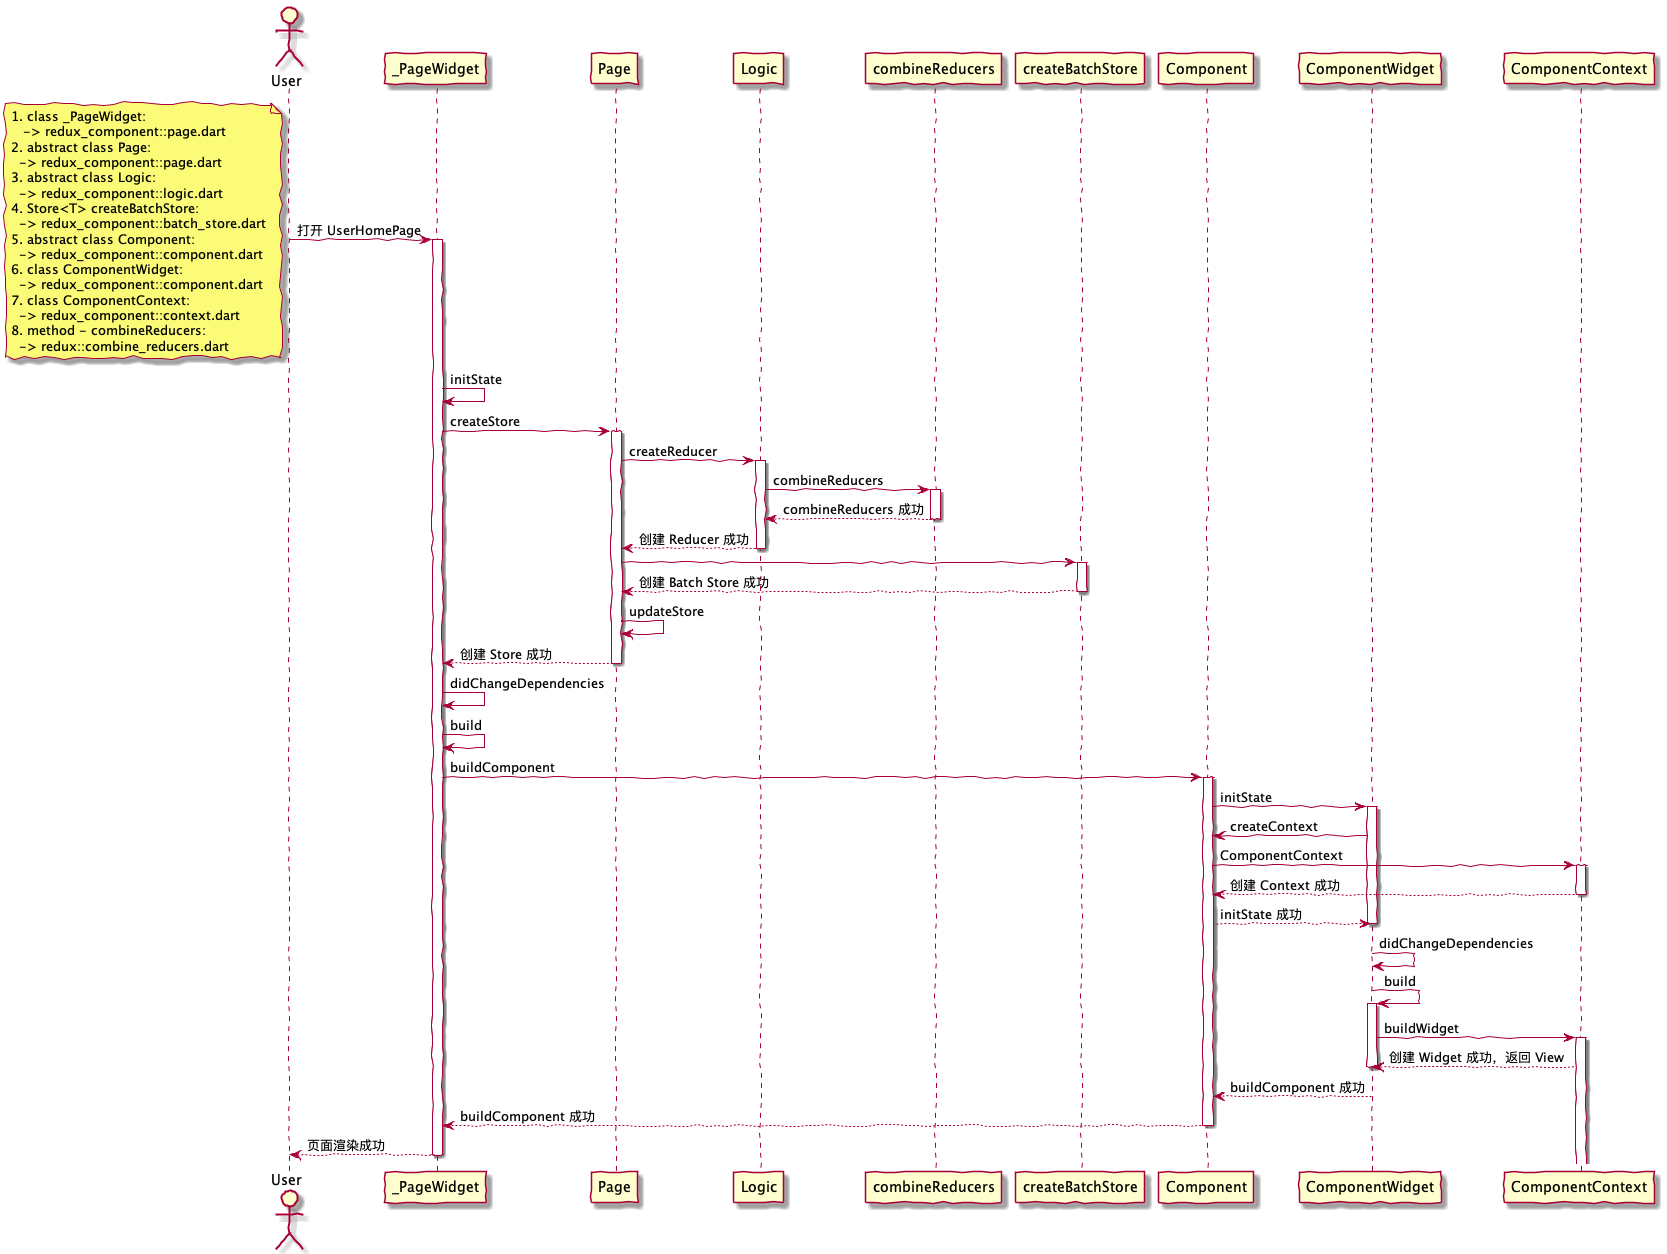 User
_PageWidget
Page
Logic
combineReducers
createBatchStore
Component
ComponentWidget
ComponentContext
1. class _PageWidget:
-> redux_component::page.dart
2. abstract class Page:
-> redux_component::page.dart
3. abstract class Logic:
-> redux_component::logic.dart
4. Store<T> createBatchStore:
-> redux_component::batch_store.dart
5. abstract class Component:
-> redux_component::component.dart
6. class ComponentWidget:
-> redux_component::component.dart
7. class ComponentContext:
-> redux_component::context.dart
8. method - combineReducers:
-> redux::combine_reducers.dart
打开 UserHomePage
initState
createStore
createReducer
combineReducers
combineReducers 成功
创建 Reducer 成功
创建 Batch Store 成功
updateStore
创建 Store 成功
didChangeDependencies
build
buildComponent
initState
createContext
ComponentContext
创建 Context 成功
initState 成功
didChangeDependencies
build
buildWidget
创建 Widget 成功，返回 View
buildComponent 成功
buildComponent 成功
页面渲染成功
User
_PageWidget
Page
Logic
combineReducers
createBatchStore
Component
ComponentWidget
ComponentContext